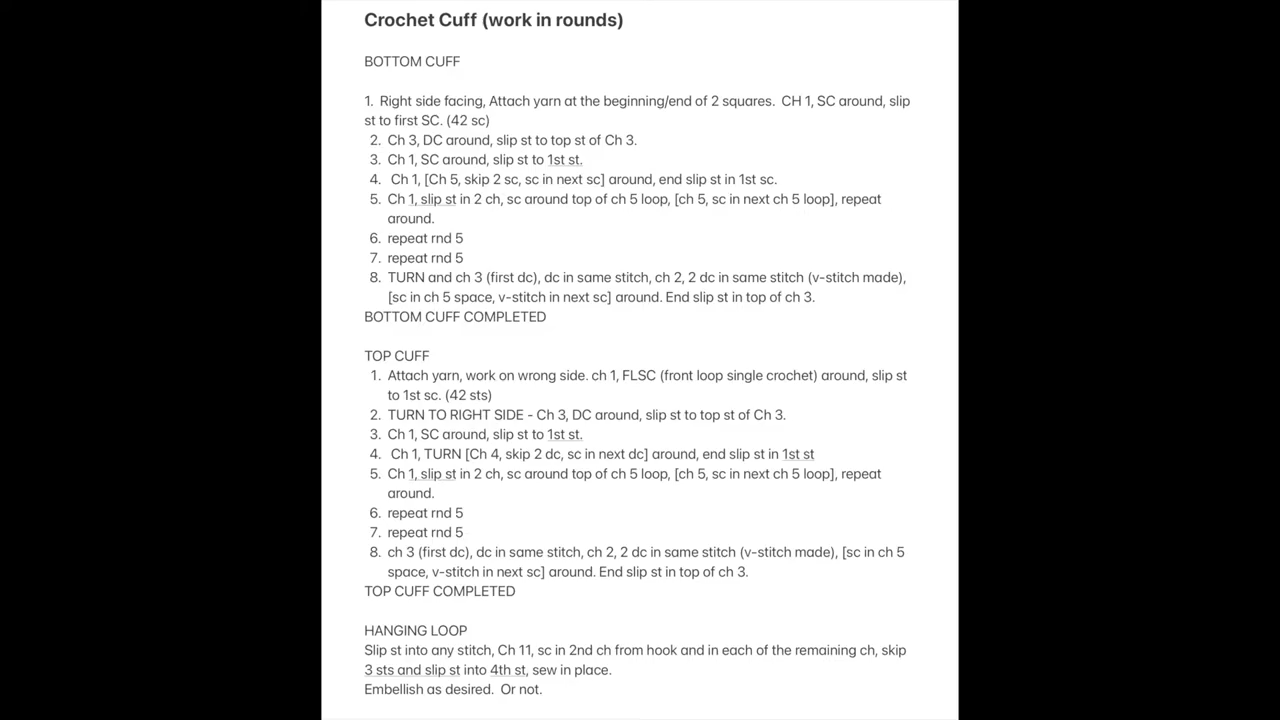 Crochet Cuff (work in rounds)
BOTTOM CUFF
1. Right side facing, Attach yarn at the beginning/end of 2 squares. CH 1, SC around, slip
st to first SC. (42 sc)
2. Ch 3, DC around, slip st to top st of Ch 3.
3. Ch 1, SC around, slip st to 1st st.
4. Ch 1, [Ch 5, skip 2 sc, sc in next sc] around, end slip st in 1st sc.
5. Ch 1, slip st in 2 ch, sc around top of ch 5 loop, [ch 5, sc in next ch 5 loop], repeat
around.
6. repeat rnd 5
7. repeat rnd 5
8. TURN and ch 3 (first dc), dc in same stitch, ch 2, 2 dc in same stitch (v-stitch made),
[sc in ch 5 space, v-stitch in next sc] around. End slip st in top of ch 3.
BOTTOM CUFF COMPLETED
TOP CUFF
1. Attach yarn, work on wrong side. ch 1, FLSC (front loop single crochet) around, slip st
to 1st sc. (42 sts)
2. TURN TO RIGHT SIDE - Ch 3, DC around, slip st to top st of Ch 3.
3. Ch 1, SC around, slip st to 1st st.
4. Ch 1, TURN [Ch 4, skip 2 dc, sc in next dc] around, end slip st in 1st st
5. Ch 1, slip st in 2 ch, sc around top of ch 5 loop, [ch 5, sc in next ch 5 loop], repeat
around.
6. repeat rnd 5
7. repeat rnd 5
8. ch 3 (first dc), dc in same stitch, ch 2, 2 dc in same stitch (v-stitch made), [sc in ch 5
space, v-stitch in next sc] around. End slip st in top of ch 3.
TOP CUFF COMPLETED
HANGING LOOP
Slip st into any stitch, Ch 11, sc in 2nd ch from hook and in each of the remaining ch, skip
3 sts and slip st into 4th st, sew in place.
Embellish as desired. Or not.